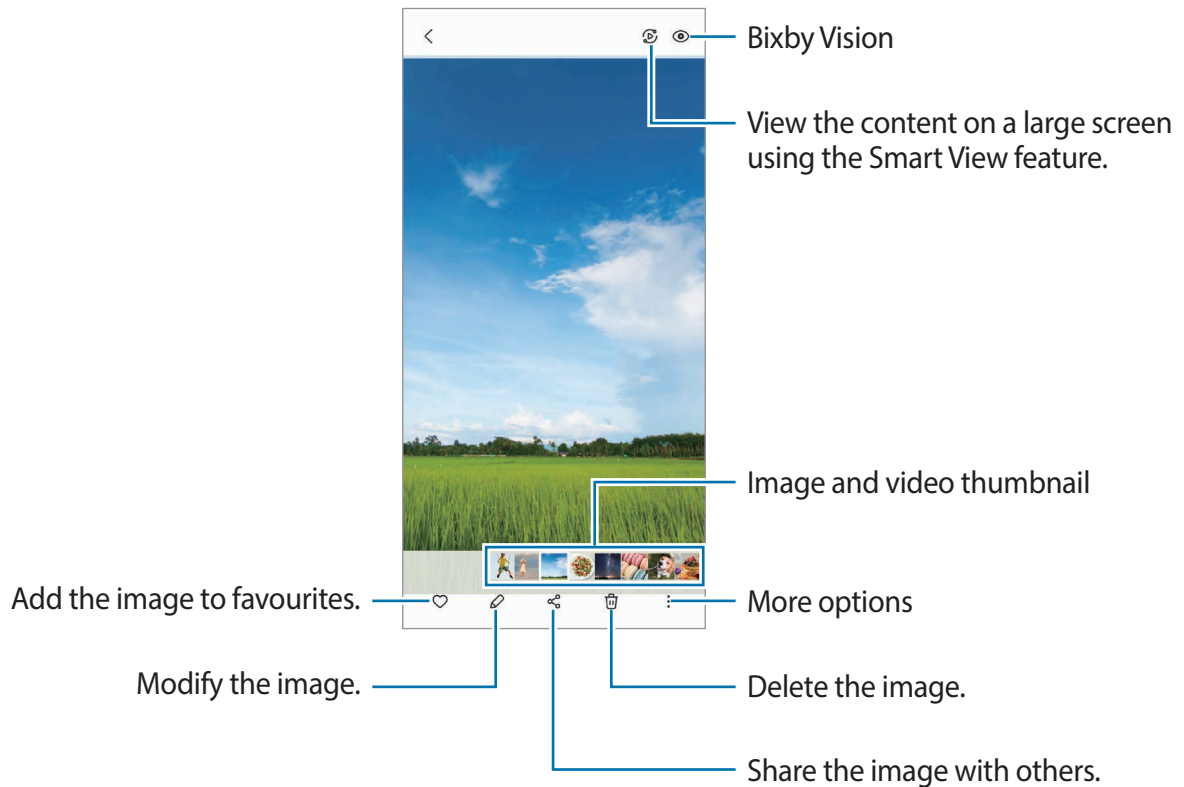 Bixby Vision
View the content on a large screen
using the Smart View feature.
Image and video thumbnail
Add the image to favourites.
More options
Modify the image.
Delete the image.
Share the image with others.